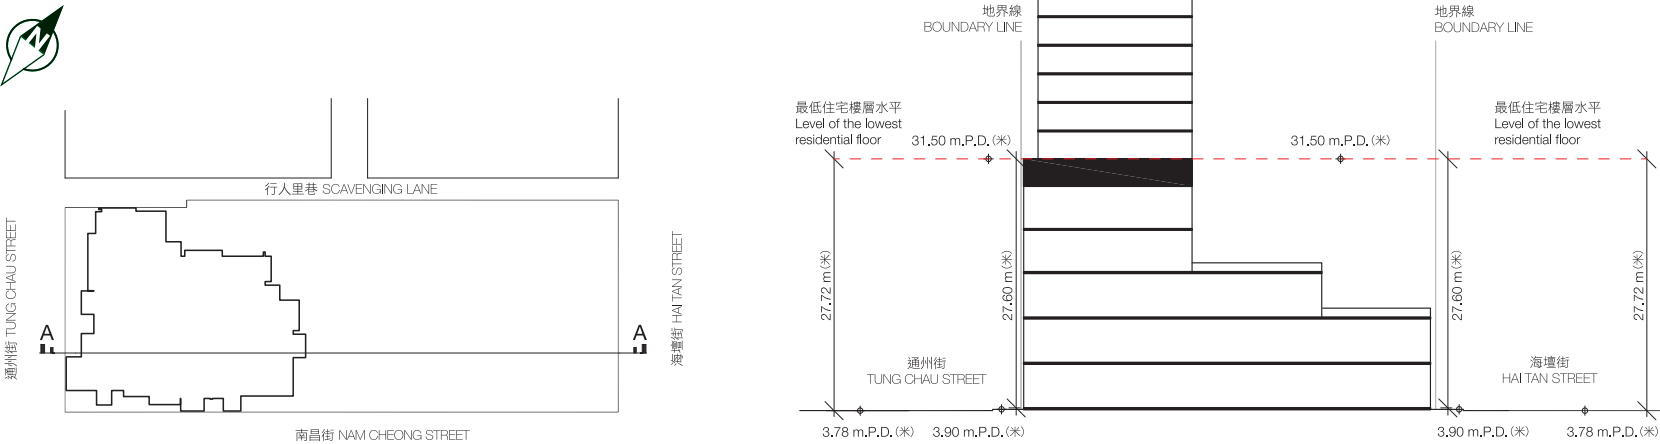 N
行人里巷 SCAVENGING LANE
通州街 TUNG CHAU STREET
海壇街 HAI TAN STREET
A
A
南昌街 NAM CHEONG STREET
地界線
BOUNDARY LINE
地界線
BOUNDARY LINE
最低住宅樓層水平
Level of the lowest
residential floor
31.50 m.P.D. (米)
31.50 m.P.D. (米)
最低住宅樓層水平
Level of the lowest
residential floor
27.72 m (米)
27.60 m (米)
27.60 m (米)
27.72 m (米)
通州街
TUNG CHAU STREET
海壇街
HAI TAN STREET
3.78 m.P.D. (米)
3.90 m.P.D. (米)
3.90 m.P.D. (米)
3.78 m.P.D. (米)